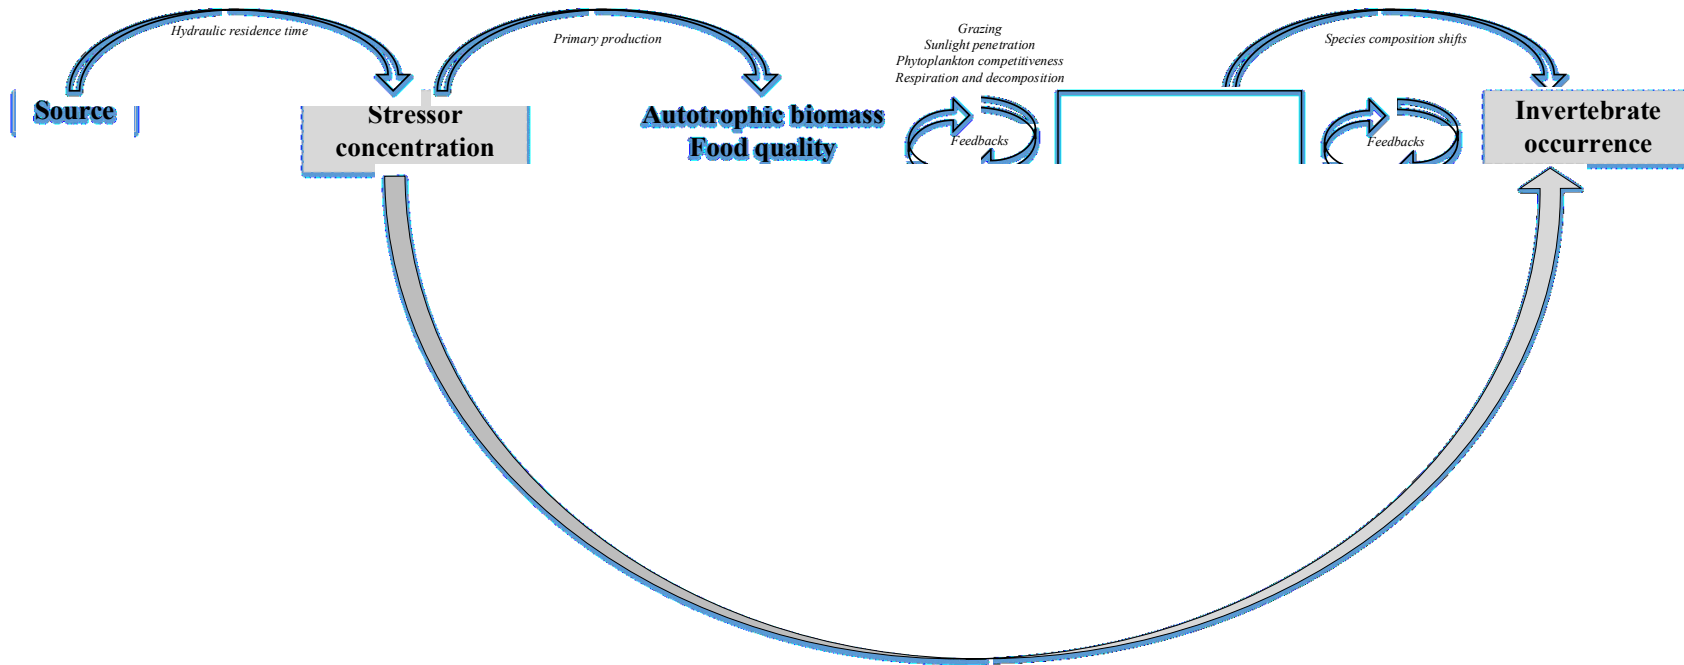 Hydraulic residence time
Primary production
Grazing
Sunlight penetration
Phytoplankton competitiveness
Respiration and decomposition
Species composition shifts
Source
Stressor
concentration
Autotrophic biomass
Food quality
Feedbacks
Feedbacks
Invertebrate
occurrence